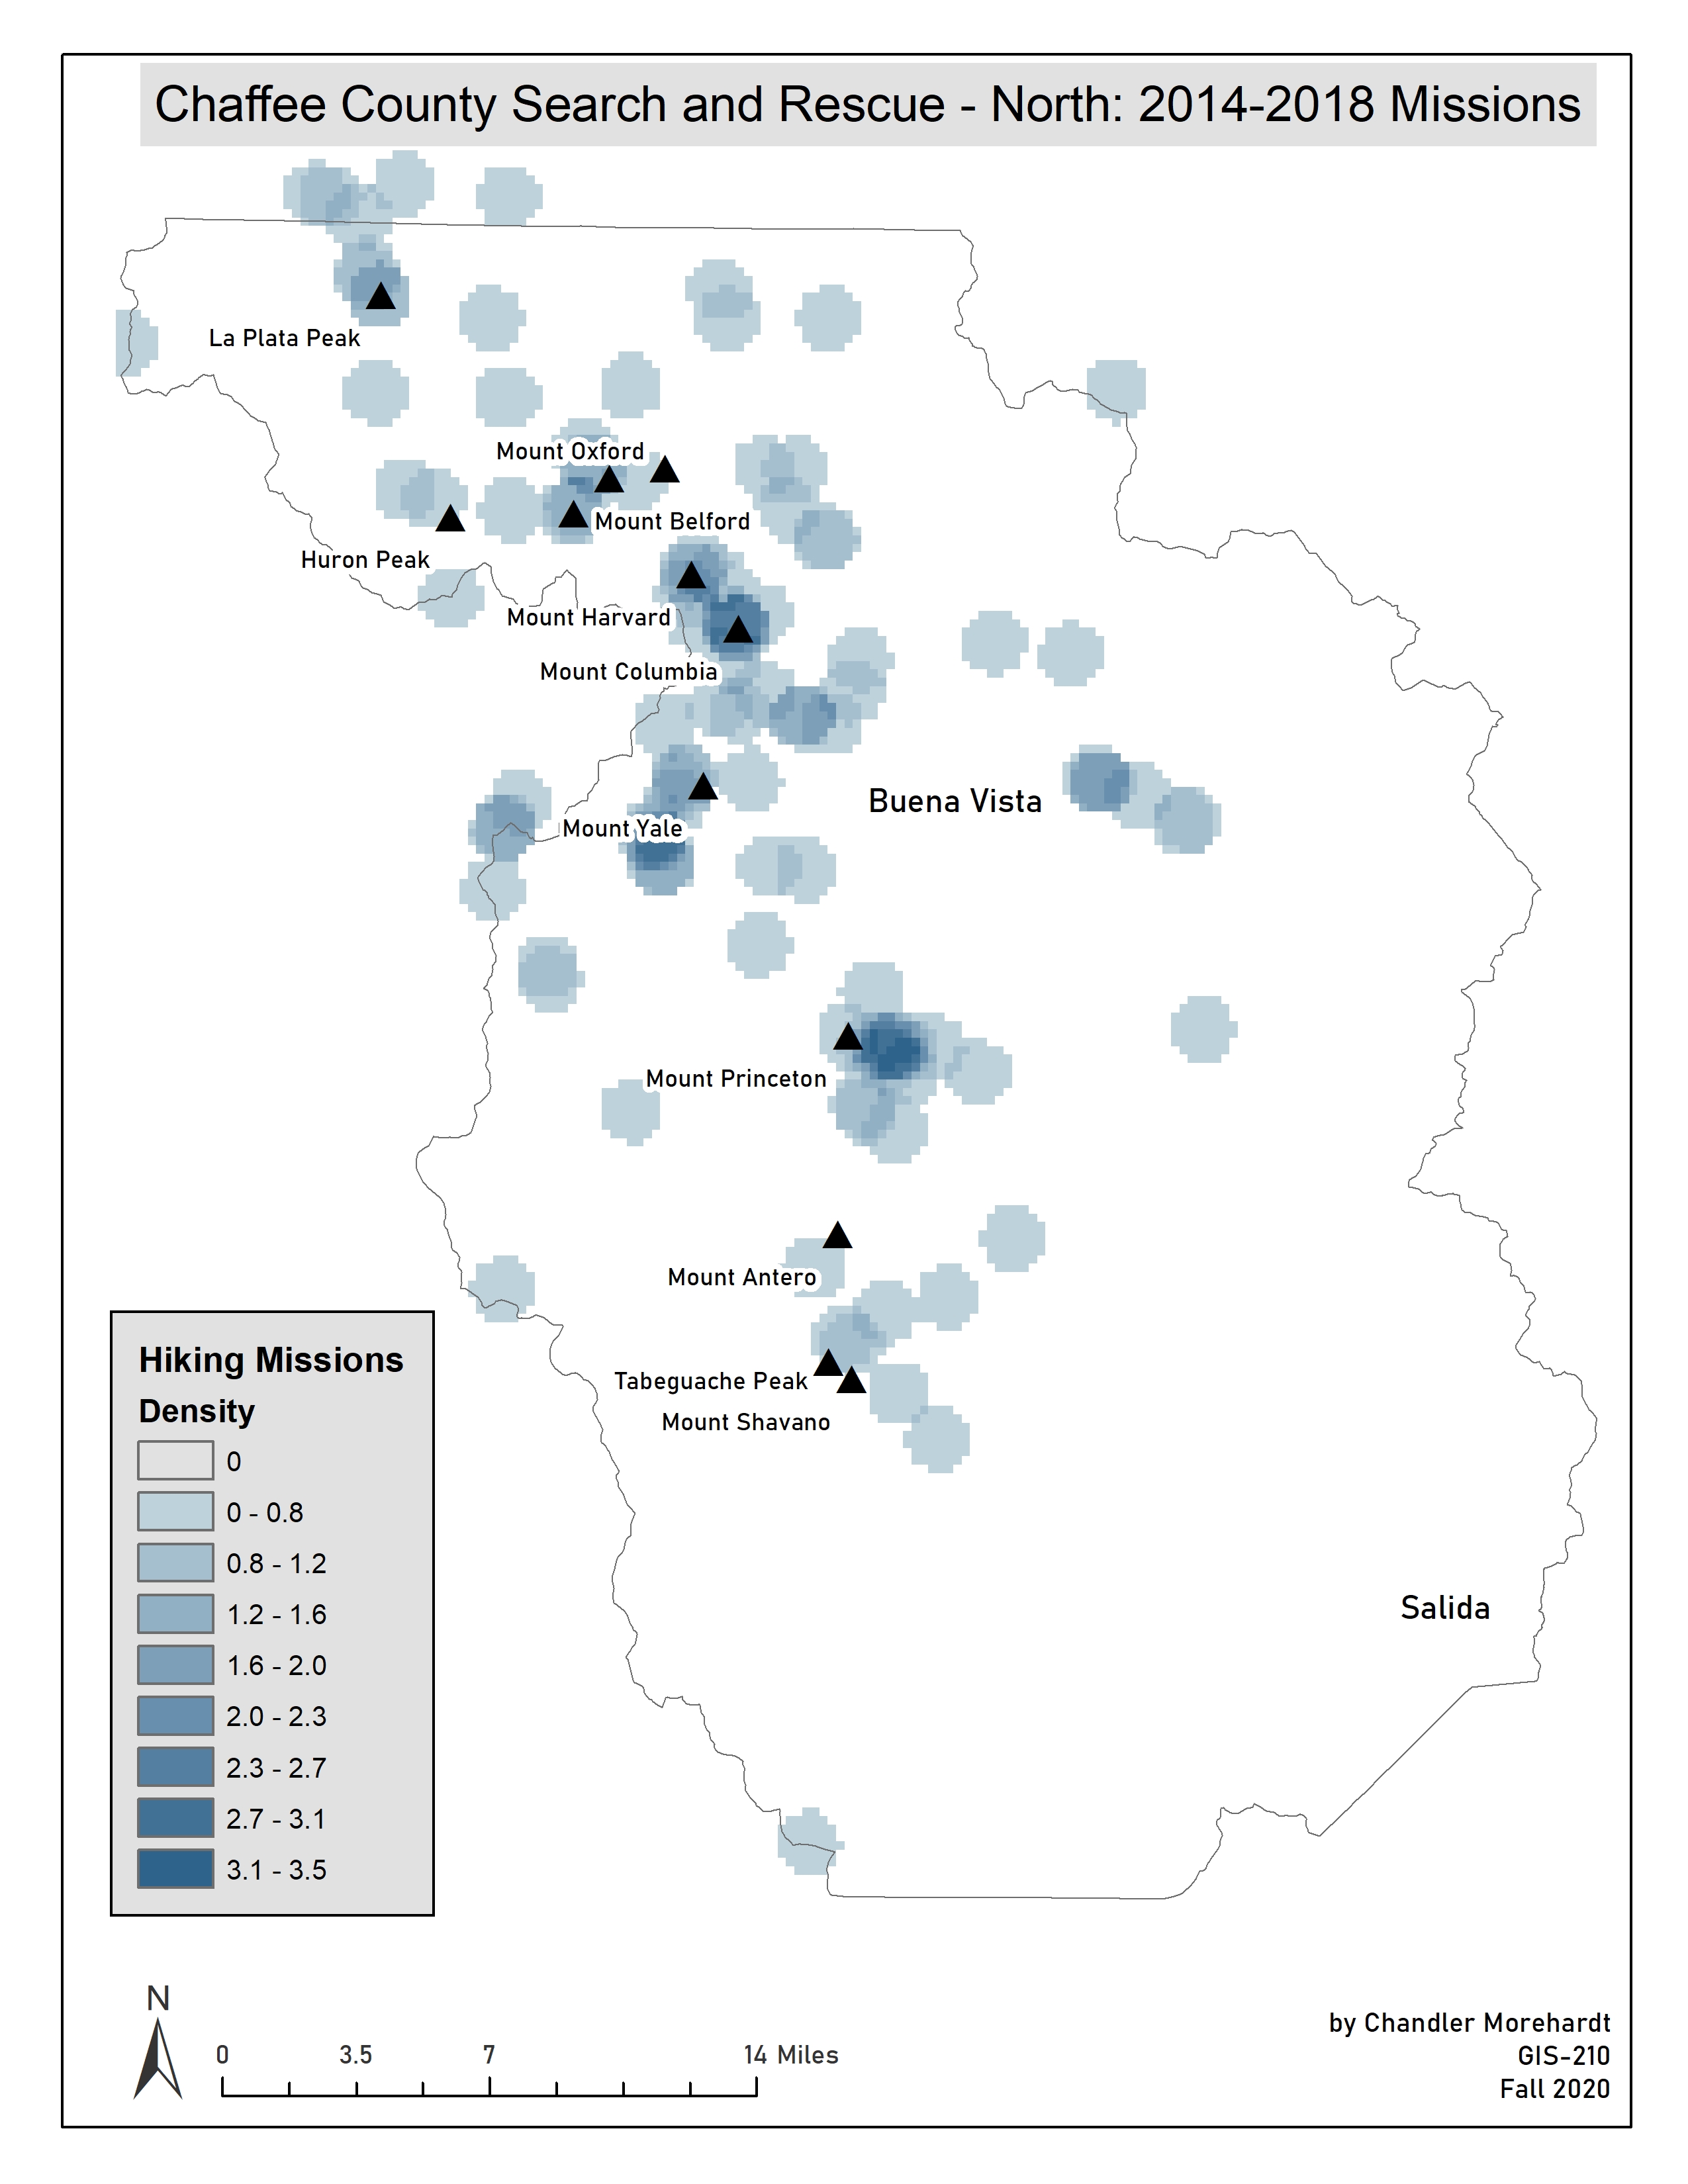 Chaffee County Search and Rescue - North: 2014-2018 Missions
La Plata Peak
Mount Oxford
Mount Belford
Huron Peak
Mount Harvard
Mount Columbia
Buena Vista
Mount Yale
Mount Princeton
Mount Antero
Tabeguache Peak
Mount Shavano
Salida
Hiking Missions
Density
0
0 - 0.8
0.8 - 1.2
1.2 - 1.6
1.6 - 2.0
2.0 - 2.3
2.3 - 2.7
2.7 - 3.1
3.1 - 3.5
N
0 3.5 7 14 Miles
by Chandler Morehardt
GIS-210
Fall 2020